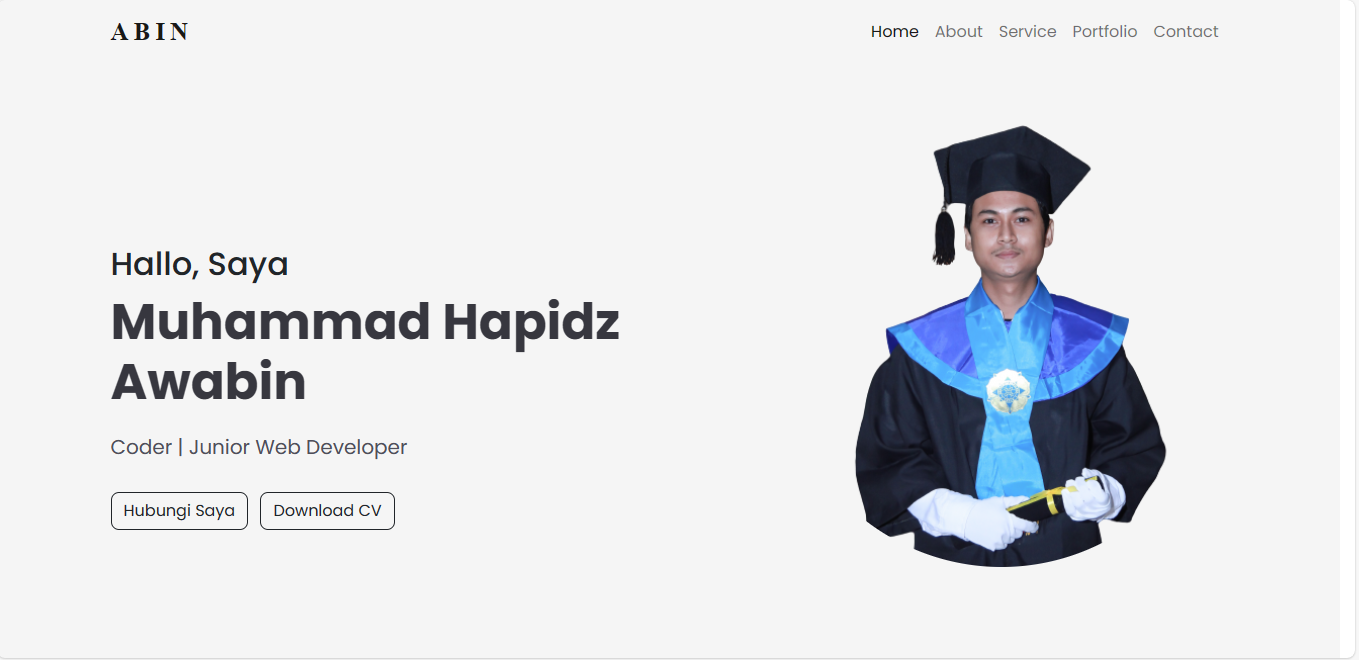 ABIN
Home About Service Portfolio Contact
Hallo, Saya
Muhammad Hapidz
Awabin
Coder | Junior Web Developer
Hubungi Saya Download CV